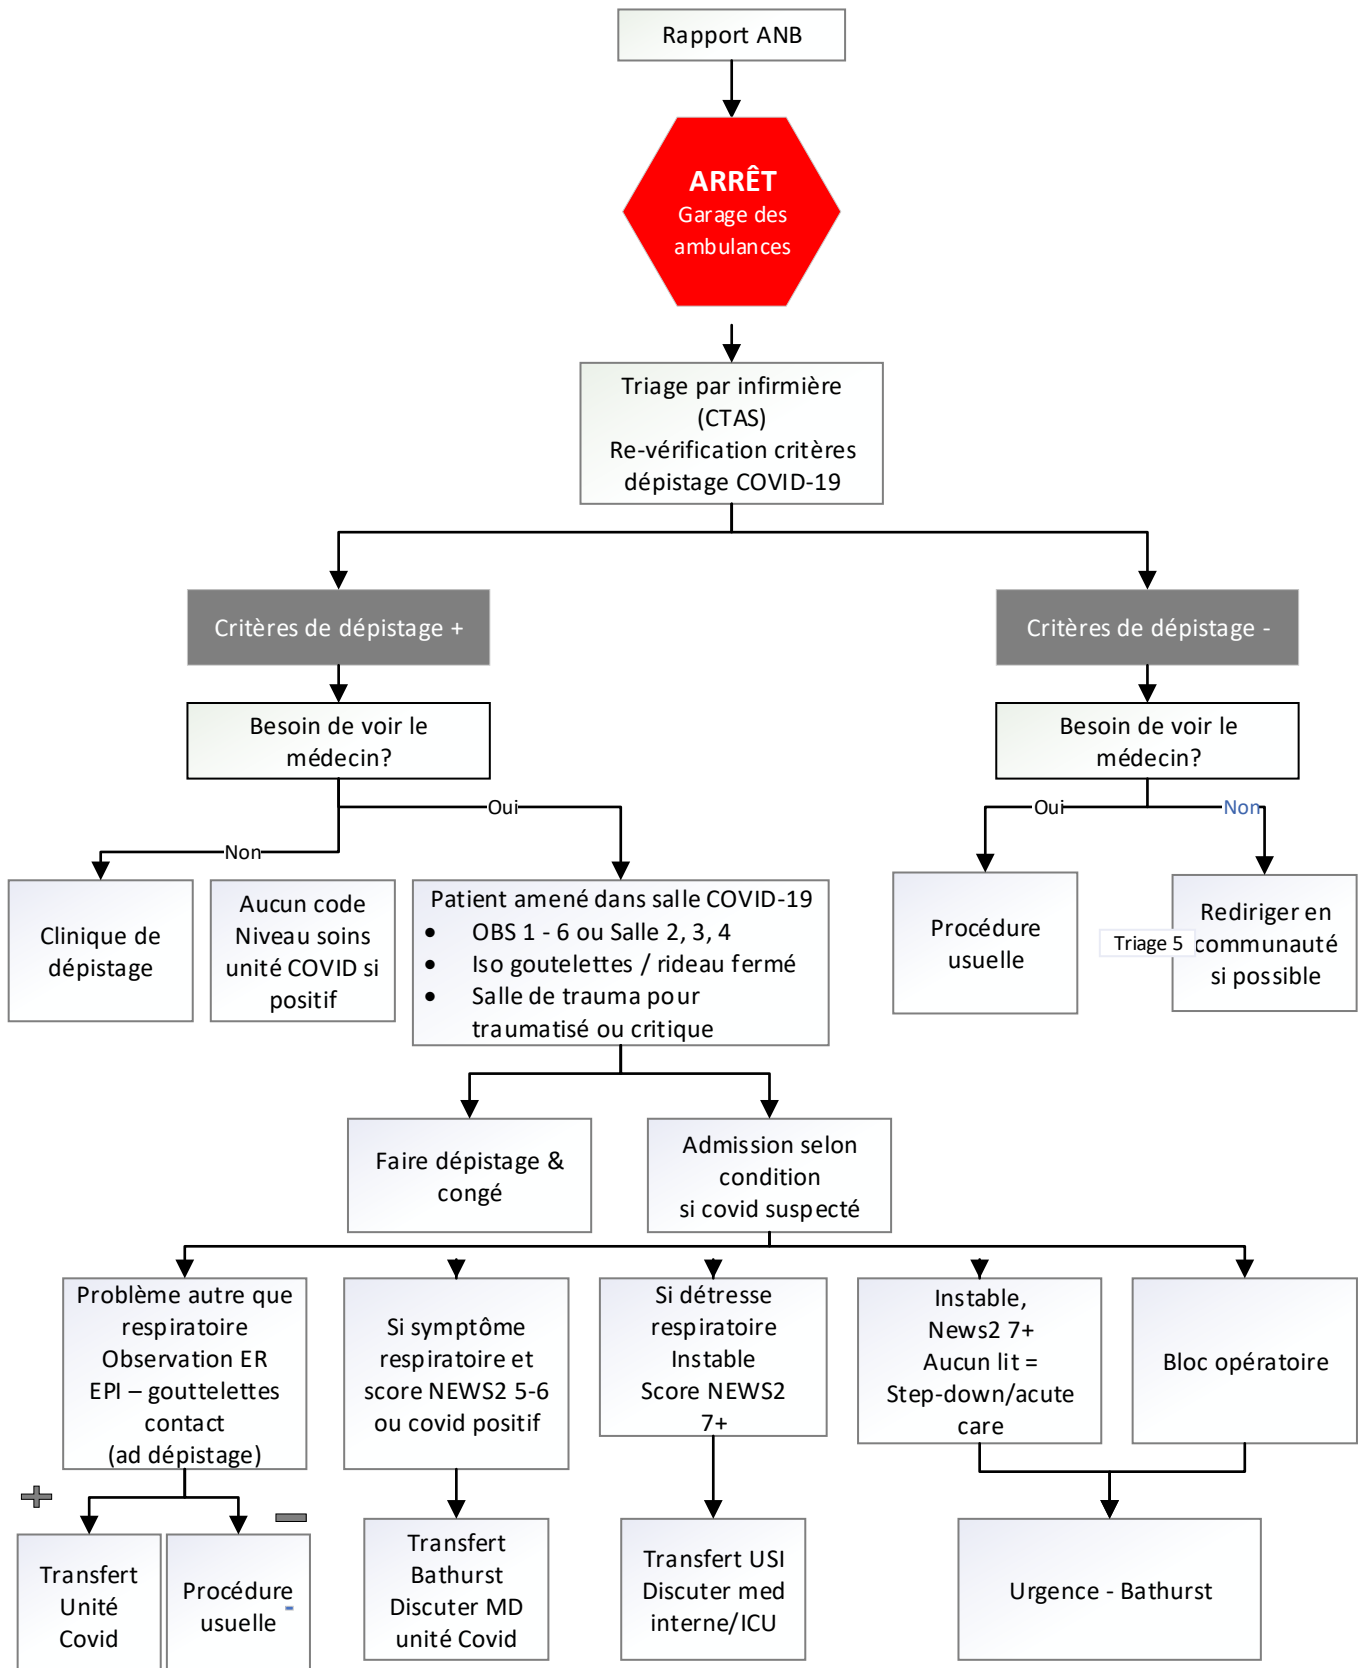 Rapport ANB
ARRÊT
Garage des
ambulances
Triage par infirmière
(CTAS)
Re-vérification critères
dépistage COVID-19
Critères de dépistage +
Critères de dépistage -
Besoin de voir le
médecin?
Besoin de voir le
médecin?
Oui
Non
Oui
Non
Clinique de
dépistage
Aucun code
Niveau soins
unité COVID si
positif
Patient amené dans salle COVID-19
• OBS 1 - 6 ou Salle 2, 3, 4
• Iso goutelettes / rideau fermé
• Salle de trauma pour
traumatisé ou critique
Procédure
usuelle
Triage 5
Rediriger en
communauté
si possible
Faire dépistage &
congé
Admission selon
condition
si covid suspecté
Problème autre que
respiratoire
Observation ER
EPI – gouttelettes
contact
(ad dépistage)
Si symptôme
respiratoire et
score NEWS2 5-6
ou covid positif
Si détresse
respiratoire
Instable
Score NEWS2
7+
Instable,
News2 7+
Aucun lit =
Step-down/acute
care
Bloc opératoire
Transfert
Unité
Covid
Procédure
usuelle -
Transfert
Bathurst
Discuter MD
unité Covid
Transfert USI
Discuter med
interne/ICU
Urgence - Bathurst